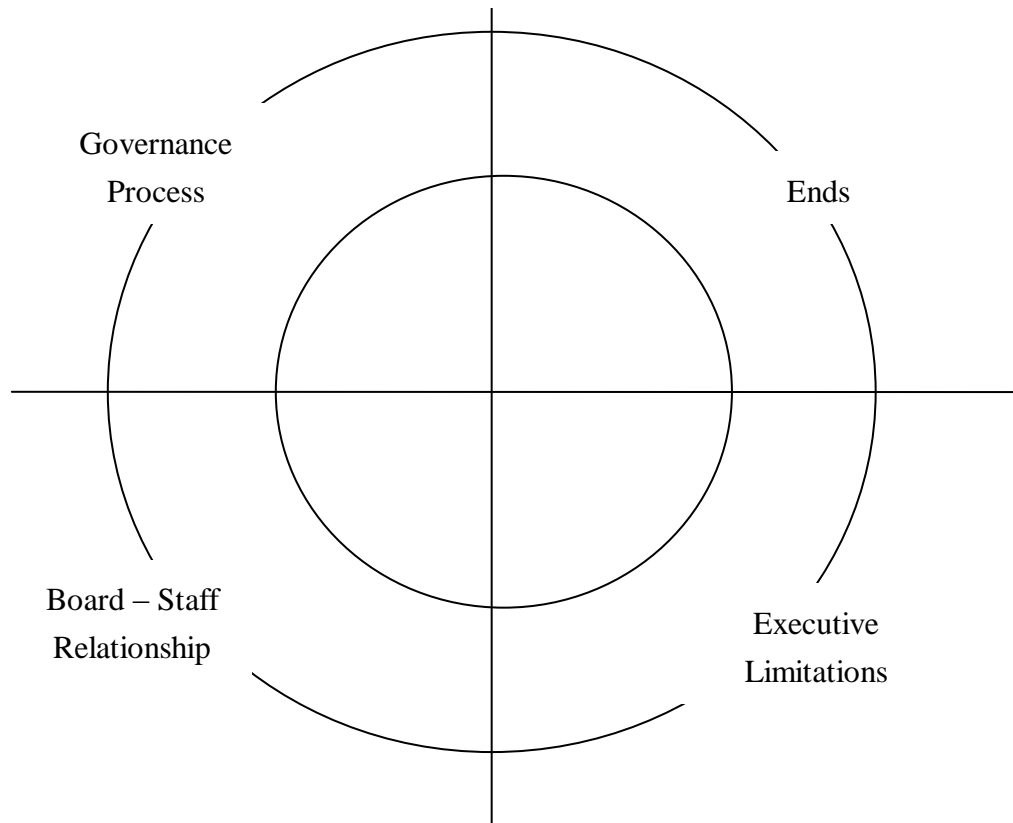 Governance
Process
Ends
Board – Staff
Relationship
Executive
Limitations